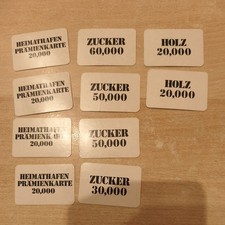 HEIMATHAFEN
PRÄMIENKARTE
20,000
ZUCKER
60,000
HOLZ
20,000
HEIMATHAFEN
PRÄMIENKARTE
20,000
ZUCKER
50,000
HOLZ
20,000
HEIMATHAFEN
PRÄMIENKARTE
20,000
ZUCKER
50,000
HEIMATHAFEN
PRÄMIENKARTE
20,000
ZUCKER
30,000